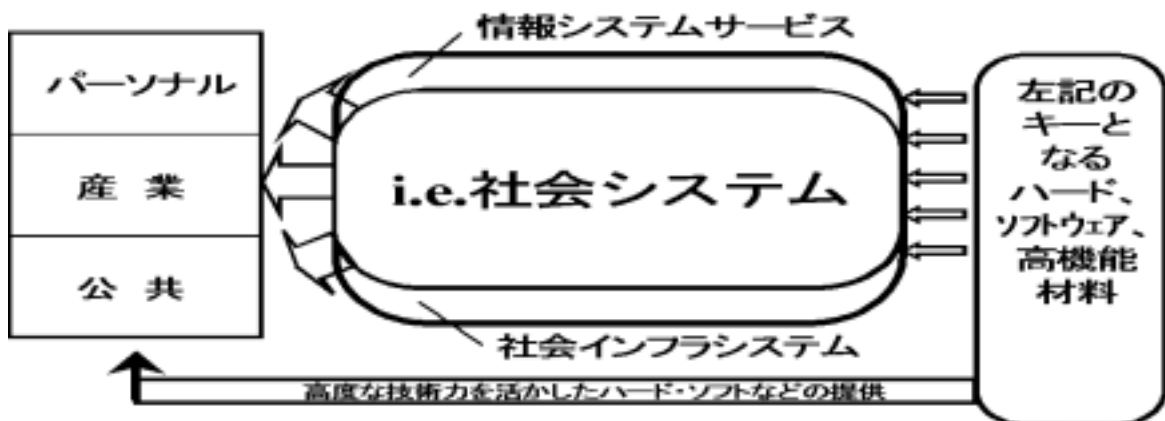 情報システムサービス
パーソナル
産 業
公 共
i.e.社会システム
社会インフラシステム
左記の
キーと
なる
ハード、
ソフトウェア、
高機能
材料
高度な技術力を活かしたハード・ソフトなどの提供